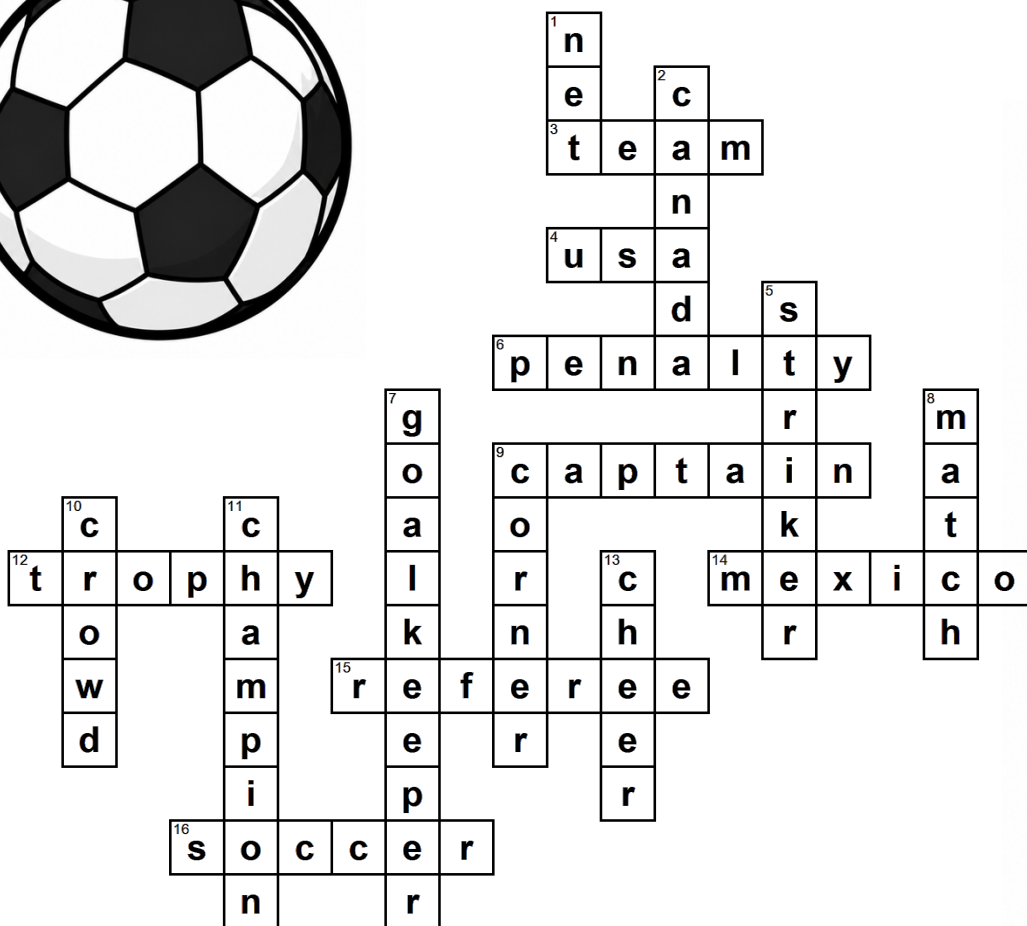 1 n
e 2 c
3 t e a m
n
4 u s a
d 5 s
6 p e n a l t y
7 g r 8 m
o 9 c a p t a i n a
10 c 11 c a o k t
12 t r o p h y l r 13 c 14 m e x i c o
o a k n h r h
w m 15 r e f e r e e
d p e r e
i p r
16 s o c c e r
n r